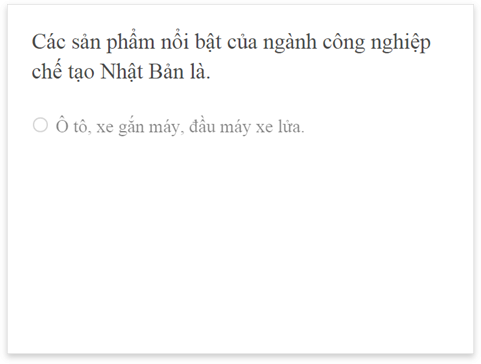 Các sản phẩm nổi bật của ngành công nghiệp
chế tạo Nhật Bản là.
Ô tô, xe gắn máy, đầu máy xe lửa.